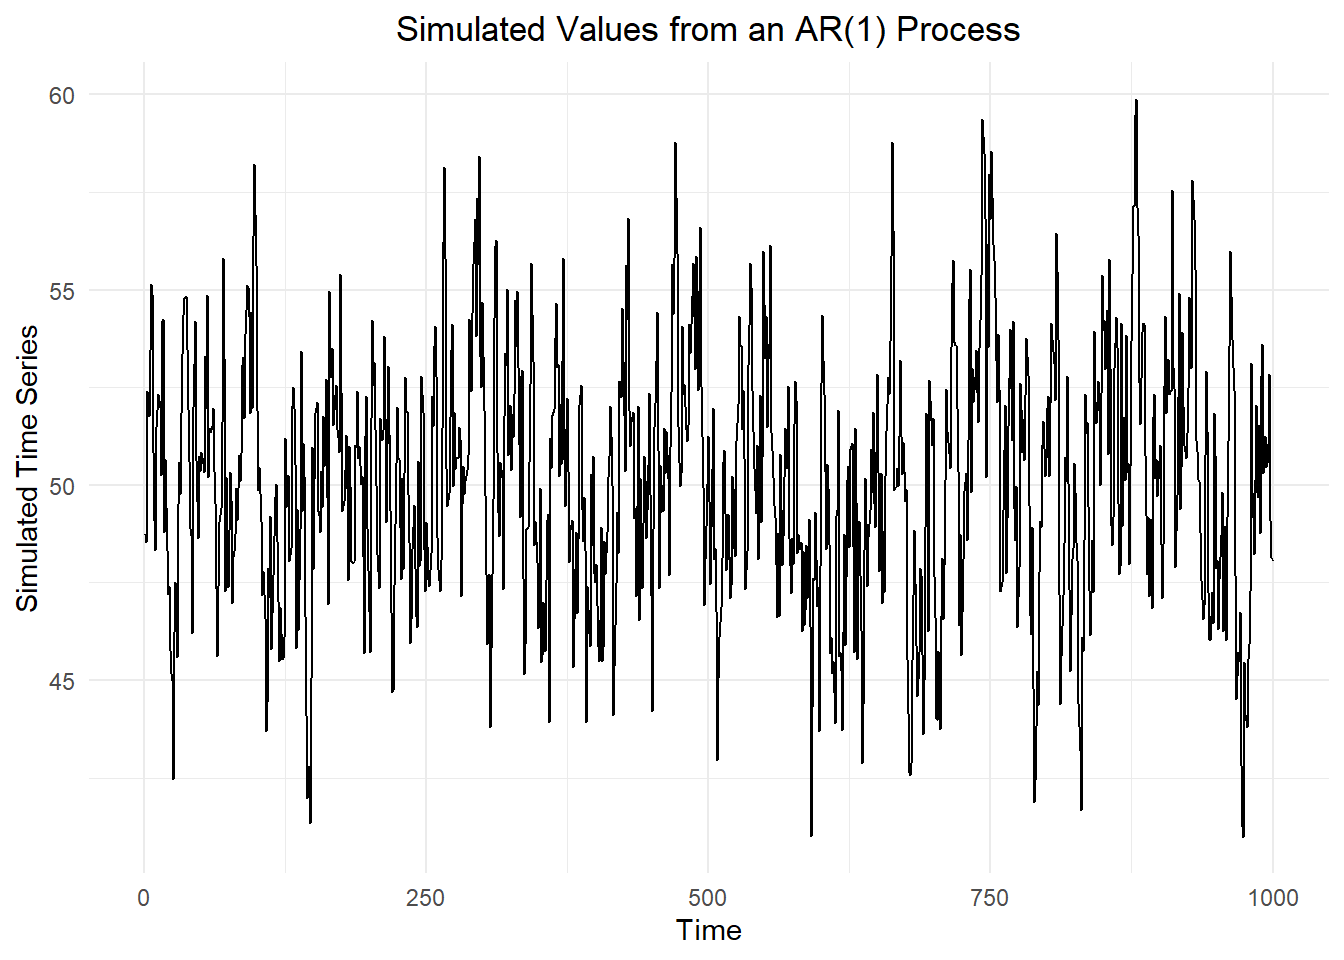 Simulated Values from an AR(1) Process
60
55
50
45
Simulated Time Series
0 250 500 750 1000
Time